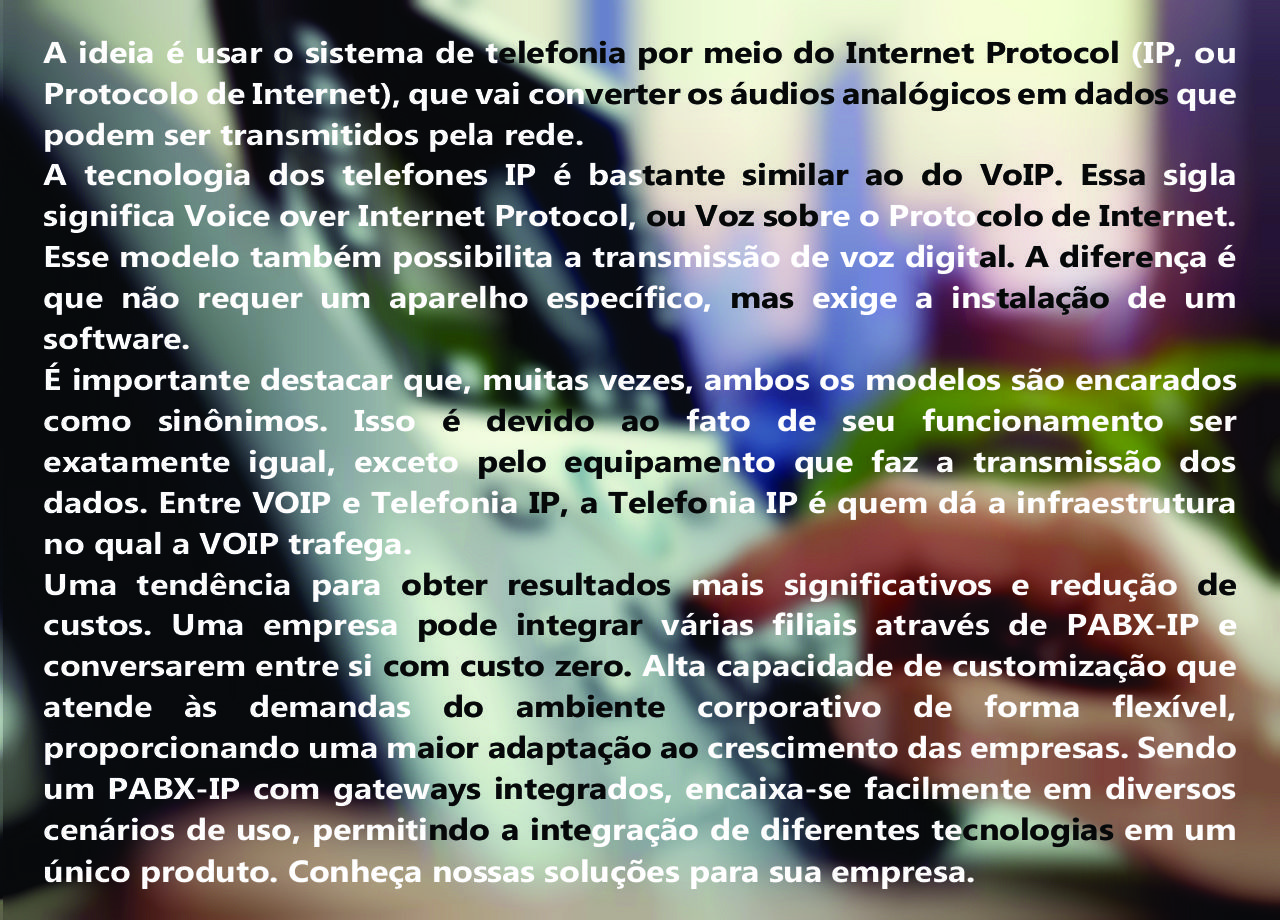 A ideia é usar o sistema de telefonia por meio do Internet Protocol (IP, ou
Protocolo de Internet), que vai converter os áudios analógicos em dados que
podem ser transmitidos pela rede.
A tecnologia dos telefones IP é bastante similar ao do VoIP. Essa sigla
significa Voice over Internet Protocol, ou Voz sobre o Protocolo de Internet.
Esse modelo também possibilita a transmissão de voz digital. A diferença é
que não requer um aparelho específico, mas exige a instalação de um
software.
É importante destacar que, muitas vezes, ambos os modelos são encarados
como sinônimos. Isso é devido ao fato de seu funcionamento ser
exatamente igual, exceto pelo equipamento que faz a transmissão dos
dados. Entre VOIP e Telefonia IP, a Telefonia IP é quem dá a infraestrutura
no qual a VOIP trafega.
Uma tendência para obter resultados mais significativos e redução de
custos. Uma empresa pode integrar várias filiais através de PABX-IP e
conversarem entre si com custo zero. Alta capacidade de customização que
atende às demandas do ambiente corporativo de forma flexível,
proporcionando uma maior adaptação ao crescimento das empresas. Sendo
um PABX-IP com gateways integrados, encaixa-se facilmente em diversos
cenários de uso, permitindo a integração de diferentes tecnologias em um
único produto. Conheça nossas soluções para sua empresa.